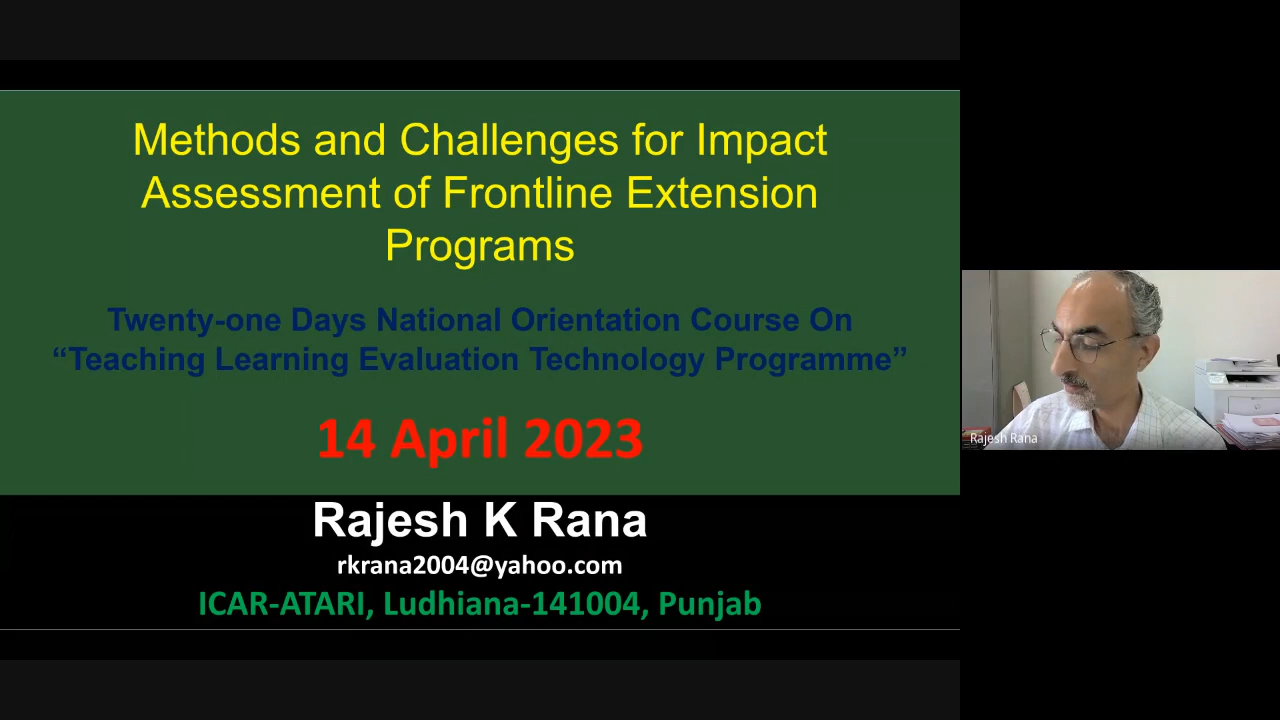 Methods and Challenges for Impact
Assessment of Frontline Extension
Programs
Twenty-one Days National Orientation Course On
“Teaching Learning Evaluation Technology Programme”
14 April 2023
Rajesh K Rana
rkrana2004@yahoo.com
ICAR-ATARI, Ludhiana-141004, Punjab
Rajesh Rana